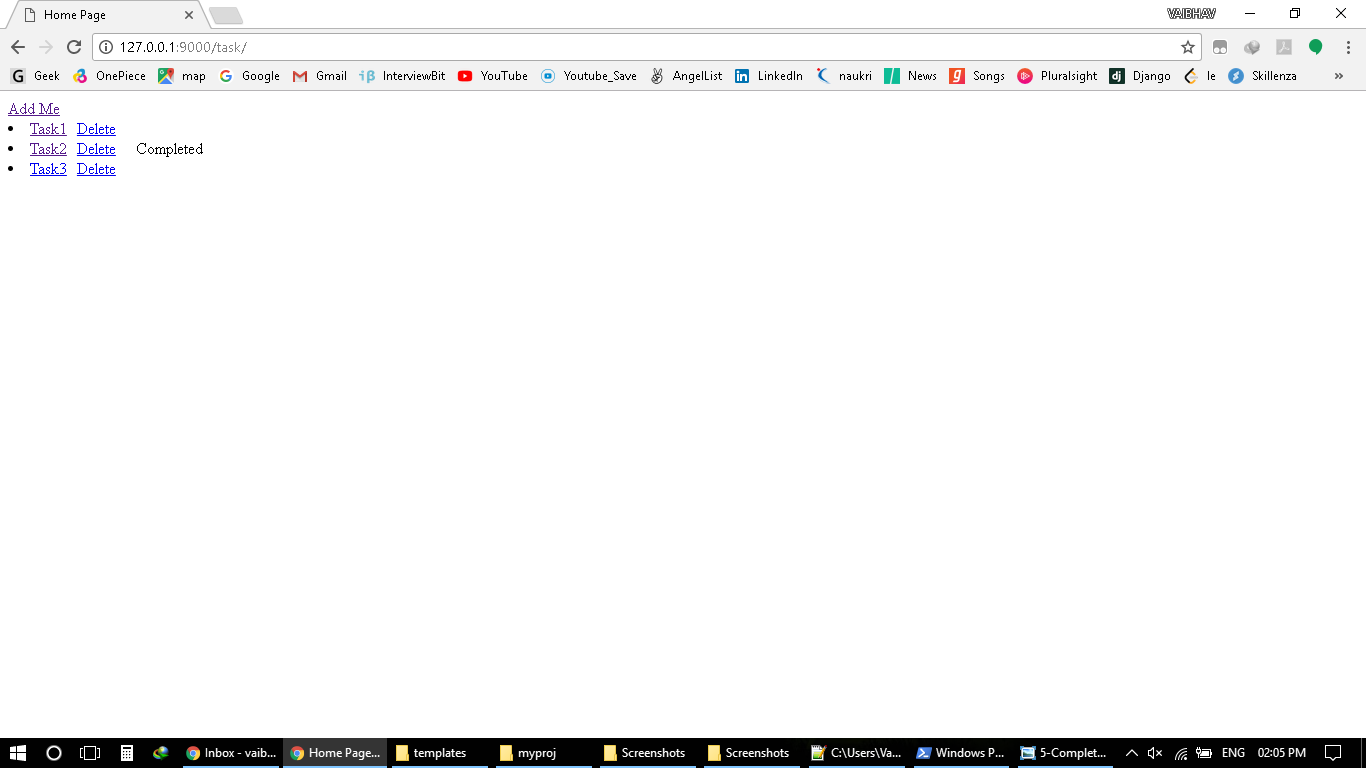 Home Page
VAIBHAV
127.0.0.1:9000/task/
Geek OnePiece map Google Gmail InterviewBit YouTube Youtube_Save AngelList LinkedIn naukri News Songs Pluralsight Django le Skillenza »
Add Me
Task1 Delete
Task2 Delete Completed
Task3 Delete
Inbox - vaib... Home Page... templates myproj Screenshots Screenshots C:\Users\Va... Windows P... 5-Complet... ENG 02:05 PM